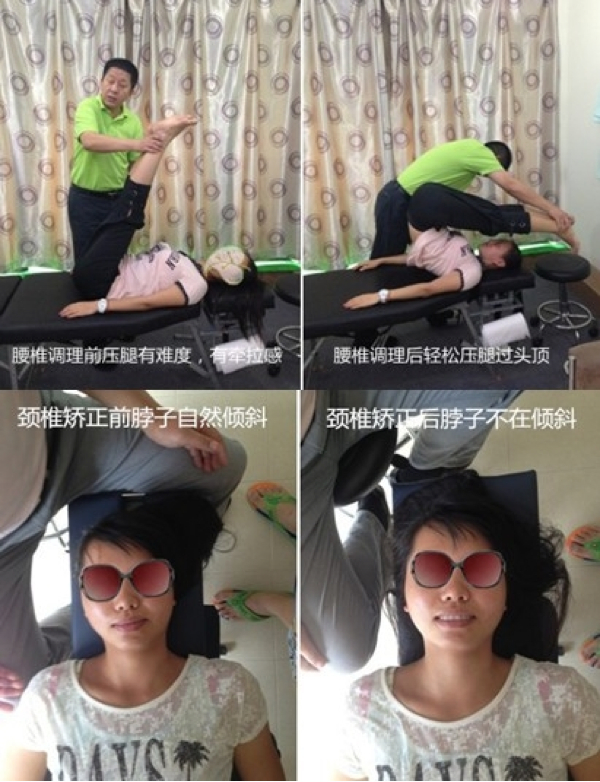 腰椎调理前压腿有难度，有牵拉感
腰椎调理后轻松压腿过头顶
颈椎矫正前脖子自然倾斜
颈椎矫正后脖子不在倾斜